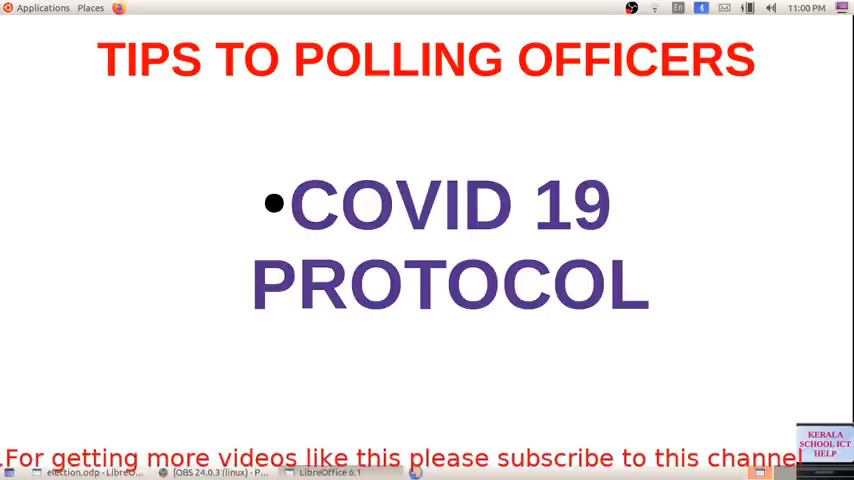 Applications Places En 11:00 PM
TIPS TO POLLING OFFICERS
•COVID 19
PROTOCOL
KERALA
SCHOOL ICT
HELP
.For getting more videos like this please subscribe to this channel
election.odp - LibreO... [OBS 24.0.3 (linux) - P... LibreOffice 6.1